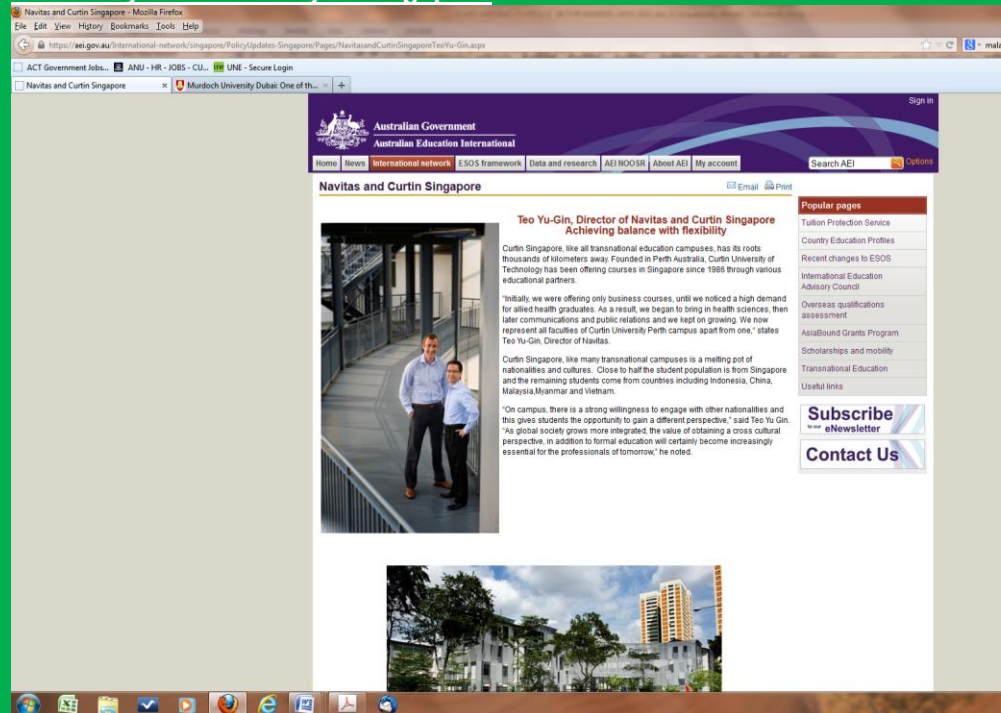 Navitas and Curtin Singapore - Mozilla Firefox
File Edit View History Bookmarks Tools Help
https://aei.gov.au/International-network/singapore/PolicyUpdates-Singapore/Pages/NavitasandCurtinSingaporeTeoYu-Gin.aspx
mala
ACT Government Jobs... ANU - HR - JOBS - CU... UNE - Secure Login
Navitas and Curtin Singapore × Murdoch University Dubai: One of th... × +
Sign in
Australian Government
Australian Education International
Home News International network ESOS framework Data and research AEI NOOSR About AEI My account
Search AEI Options
Navitas and Curtin Singapore
Email Print
Teo Yu-Gin, Director of Navitas and Curtin Singapore
Achieving balance with flexibility
Curtin Singapore, like all transnational education campuses, has its roots
thousands of kilometers away. Founded in Perth Australia, Curtin University of
Technology has been offering courses in Singapore since 1986 through various
educational partners.
"Initially, we were offering only business courses, until we noticed a high demand
for allied health graduates. As a result, we began to bring in health sciences, then
later communications and public relations and we kept on growing. We now
represent all faculties of Curtin University Perth campus apart from one," states
Teo Yu-Gin, Director of Navitas.
Curtin Singapore, like many transnational campuses is a melting pot of
nationalities and cultures. Close to half the student population is from Singapore
and the remaining students come from countries including Indonesia, China,
Malaysia,Myanmar and Vietnam.
"On campus, there is a strong willingness to engage with other nationalities and
this gives students the opportunity to gain a different perspective," said Teo Yu Gin.
"As global society grows more integrated, the value of obtaining a cross cultural
perspective, in addition to formal education will certainly become increasingly
essential for the professionals of tomorrow," he noted.
Popular pages
Tuition Protection Service
Country Education Profiles
Recent changes to ESOS
International Education
Advisory Council
Overseas qualifications
assessment
AsiaBound Grants Program
Scholarships and mobility
Transnational Education
Useful links
Subscribe
to our eNewsletter
Contact Us